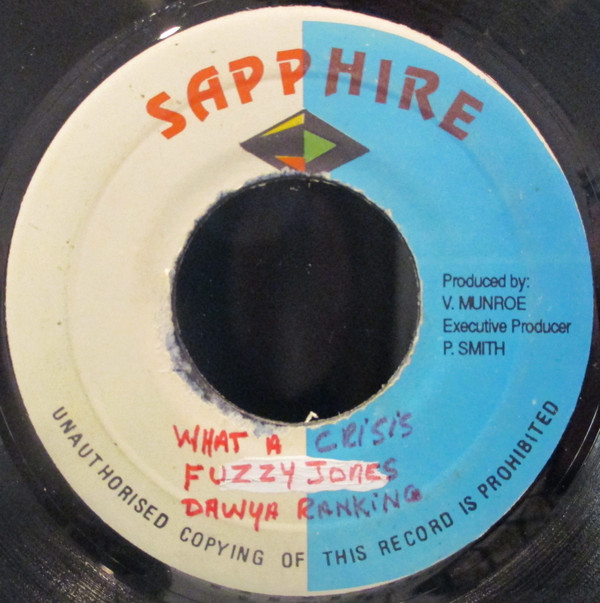 SAPPHIRE
Produced by:
V. MUNROE
Executive Producer
P. SMITH
WHAT A CRISIS
FUZZY JONES
DAWYA RANKING
UNAUTHORISED COPYING OF THIS RECORD IS PROHIBITED